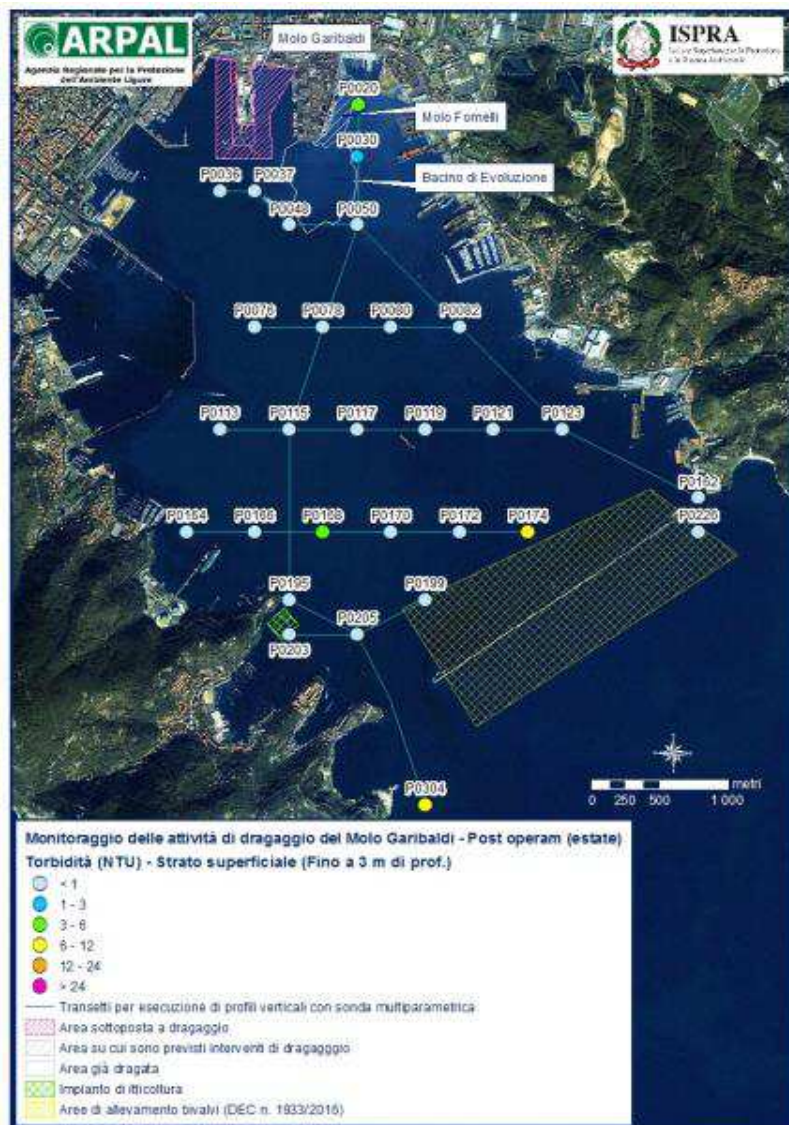 ARPAL
Agenzia Regionale per la Protezione
dell'Ambiente Ligure
Molo Garibaldi
ISPRA
P0020
Molo Fornelli
P0030
Bacino di Evoluzione
P0036
P0037
P0048
P0050
P0076
P0078
P0080
P0082
P0113
P0115
P0117
P0119
P0121
P0123
P0162
P0164
P0166
P0168
P0170
P0172
P0174
P0226
P0195
P0199
P0203
P0205
P0304
metri
0 250 500 1 000
Monitoraggio delle attività di dragaggio del Molo Garibaldi - Post operam (estate)
Torbidità (NTU) - Strato superficiale (Fino a 3 m di prof.)
< 1
1 - 3
3 - 6
6 - 12
12 - 24
> 24
Transetti per esecuzione di profili verticali con sonda multiparametrica
Area sottoposta a dragaggio
Area su cui sono previsti interventi di dragagggio
Area già dragata
Impianto di itticoltura
Aree di allevamento bivalvi (DEC n. 1933/2016)